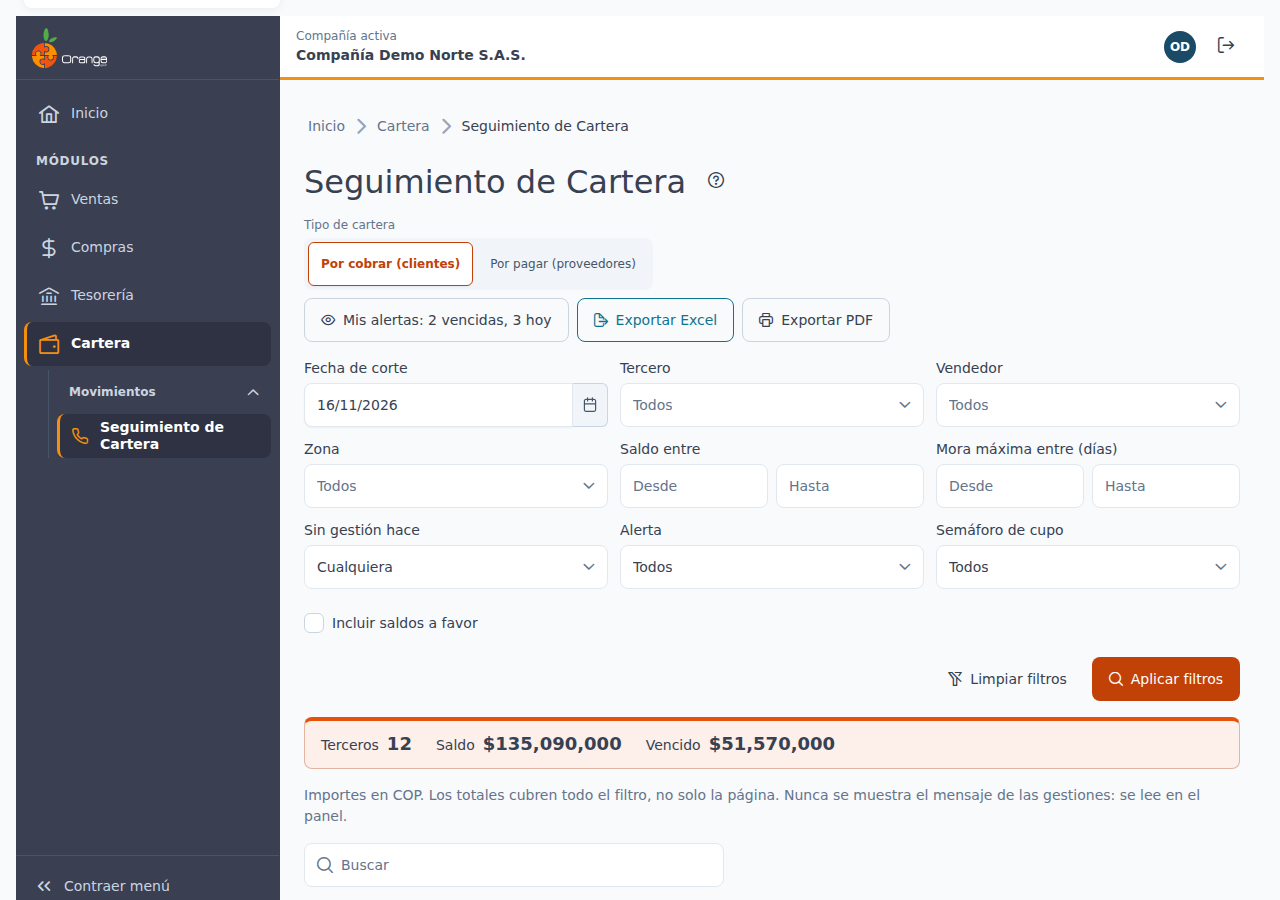 Orange
Compañía activa
Compañía Demo Norte S.A.S.
OD
Inicio
MÓDULOS
Ventas
Compras
Tesorería
Cartera
Movimientos
Seguimiento de
Cartera
Contraer menú
Inicio Cartera Seguimiento de Cartera
Seguimiento de Cartera
Tipo de cartera
Por cobrar (clientes) Por pagar (proveedores)
Mis alertas: 2 vencidas, 3 hoy Exportar Excel Exportar PDF
Fecha de corte Tercero Vendedor
16/11/2026 Todos Todos
Zona Saldo entre Mora máxima entre (días)
Todos Desde Hasta Desde Hasta
Sin gestión hace Alerta Semáforo de cupo
Cualquiera Todos Todos
Incluir saldos a favor
Limpiar filtros Aplicar filtros
Terceros 12 Saldo $135,090,000 Vencido $51,570,000
Importes en COP. Los totales cubren todo el filtro, no solo la página. Nunca se muestra el mensaje de las gestiones: se lee en el
panel.
Buscar